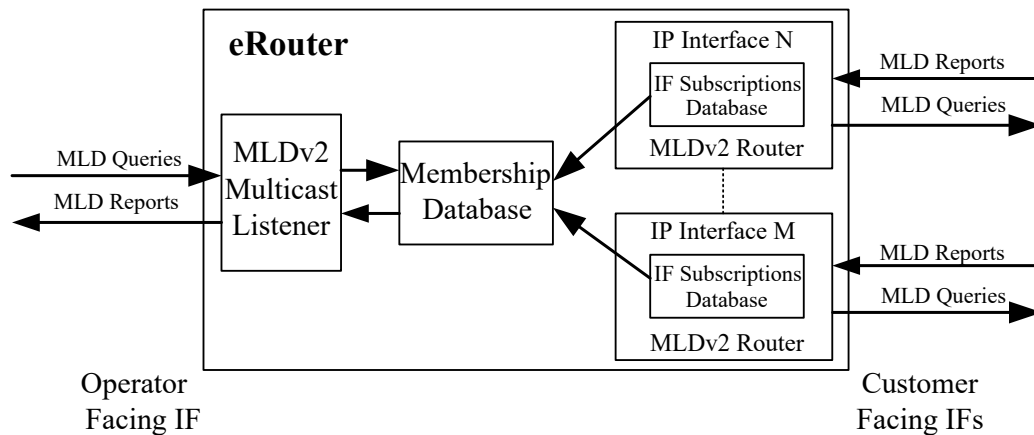 eRouter
MLD Queries
MLD Reports
MLDv2
Multicast
Listener
Membership
Database
IP Interface N
IF Subscriptions
Database
MLDv2 Router
MLD Reports
MLD Queries
IP Interface M
IF Subscriptions
Database
MLDv2 Router
MLD Reports
MLD Queries
Operator
Facing IF
Customer
Facing IFs